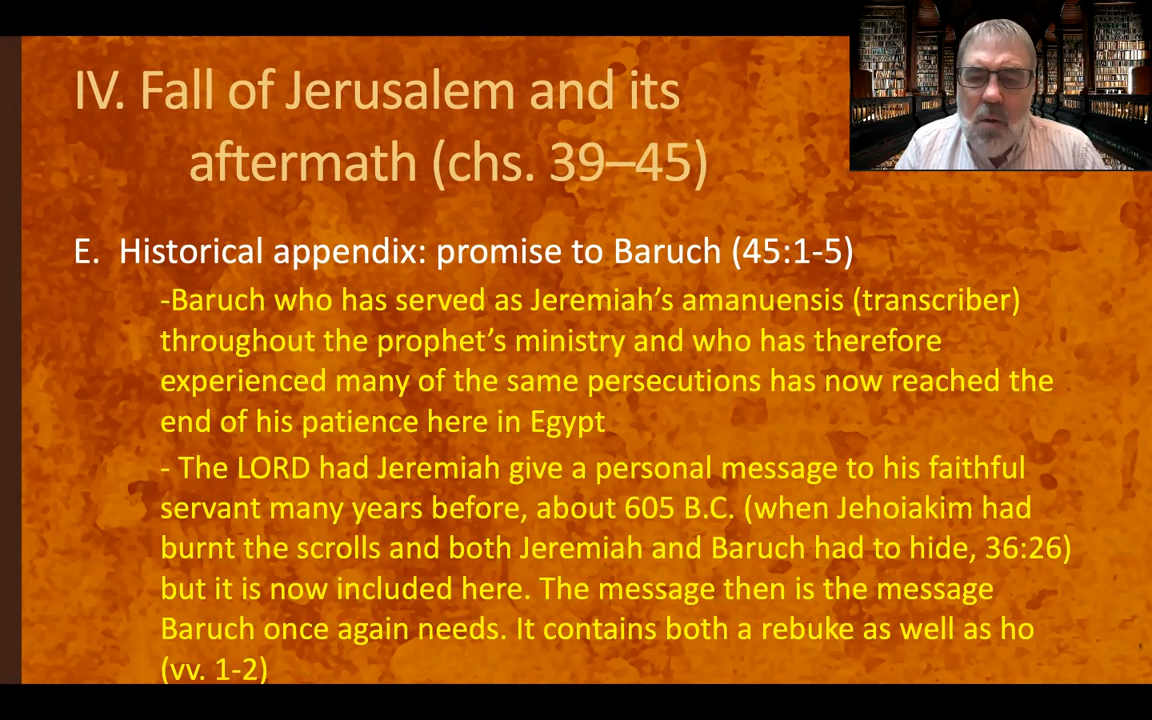 IV. Fall of Jerusalem and its
aftermath (chs. 39–45)
E. Historical appendix: promise to Baruch (45:1-5)
-Baruch who has served as Jeremiah’s amanuensis (transcriber)
throughout the prophet’s ministry and who has therefore
experienced many of the same persecutions has now reached the
end of his patience here in Egypt
- The LORD had Jeremiah give a personal message to his faithful
servant many years before, about 605 B.C. (when Jehoiakim had
burnt the scrolls and both Jeremiah and Baruch had to hide, 36:26)
but it is now included here. The message then is the message
Baruch once again needs. It contains both a rebuke as well as ho
(vv. 1-2)